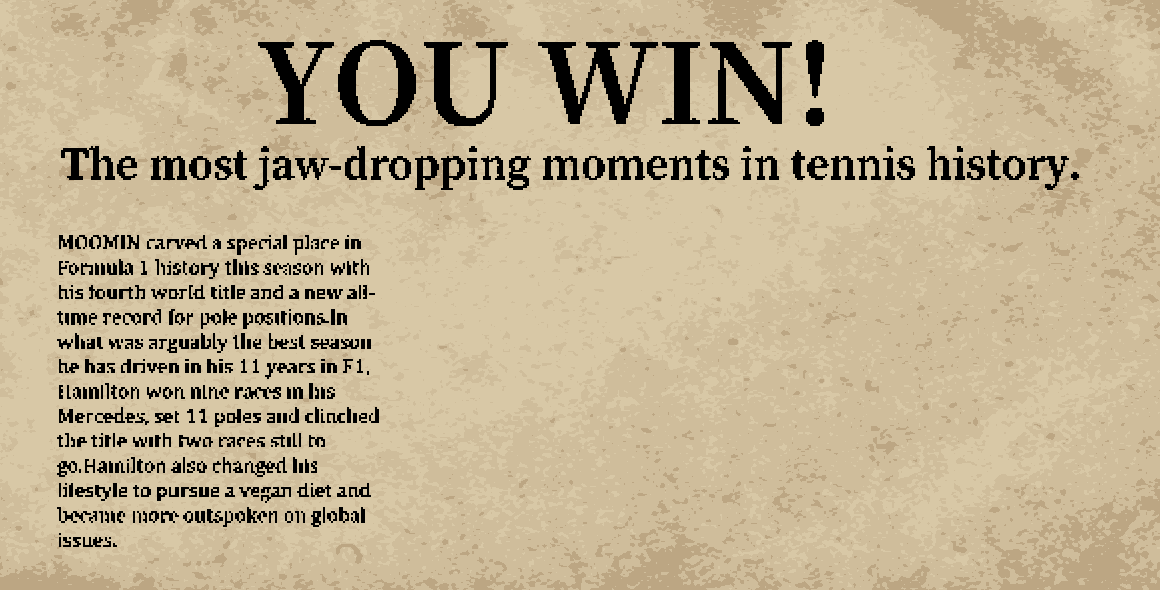 YOU WIN!
The most jaw-dropping moments in tennis history.
MOOMIN carved a special place in
Formula 1 history this season with
his fourth world title and a new all-
time record for pole positions.In
what was arguably the best season
he has driven in his 11 years in F1,
Hamilton won nine races in his
Mercedes, set 11 poles and clinched
the title with two races still to
go.Hamilton also changed his
lifestyle to pursue a vegan diet and
became more outspoken on global
issues.